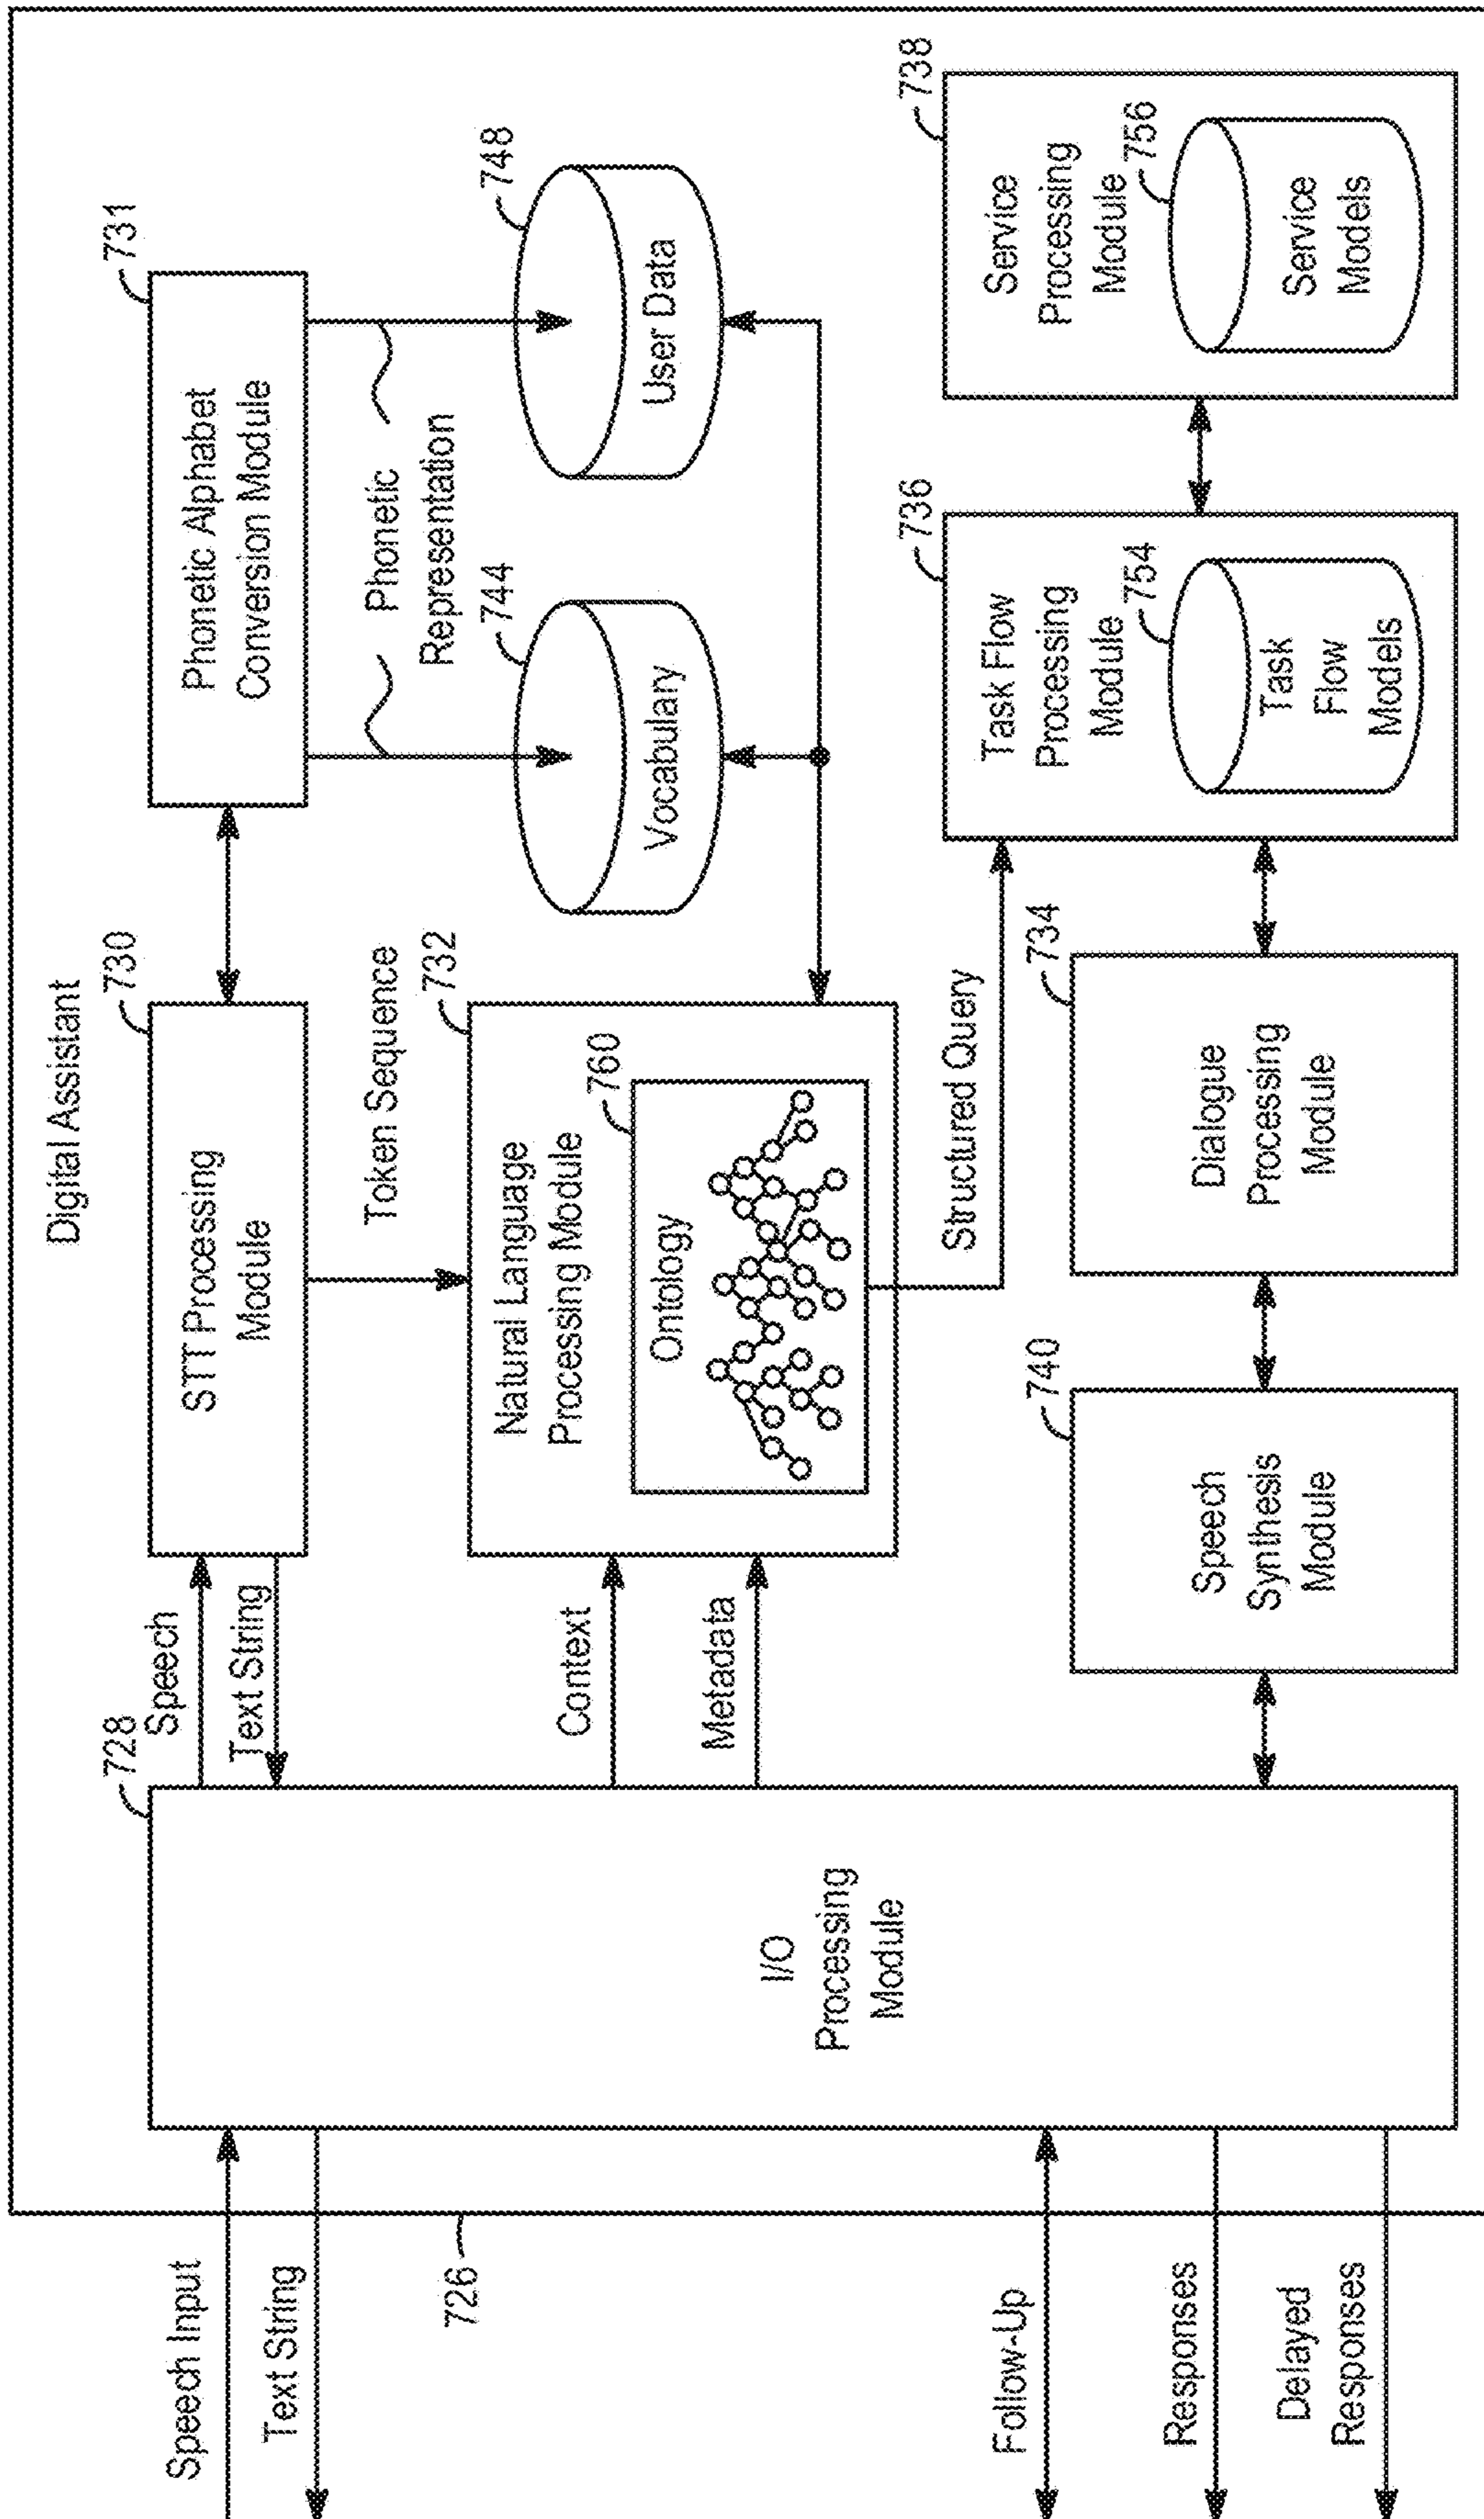 Digital Assistant
Speech Input
Text String
726
Follow-Up
Responses
Delayed
Responses
728
I/O
Processing
Module
Speech
Text String
Context
Metadata
730
STT Processing
Module
731
Phonetic Alphabet
Conversion Module
Token Sequence
Phonetic
Representation
732
Natural Language
Processing Module
760
Ontology
744
Vocabulary
748
User Data
Structured Query
740
Speech
Synthesis
Module
734
Dialogue
Processing
Module
736
Task Flow
Processing
Module
754
Task
Flow
Models
738
Service
Processing
Module
756
Service
Models